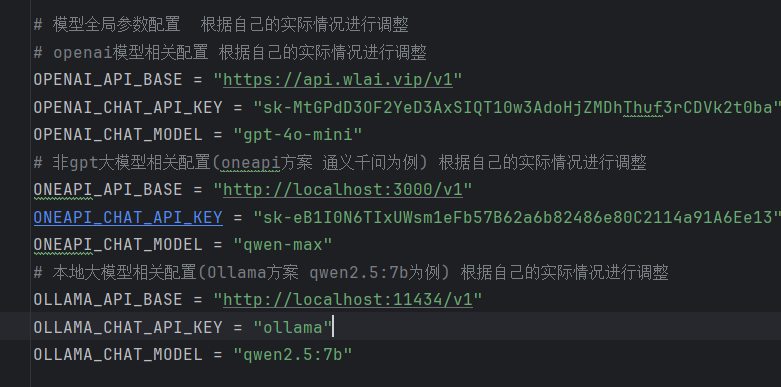 # 模型全局参数配置  根据自己的实际情况进行调整
# openai模型相关配置 根据自己的实际情况进行调整
OPENAI_API_BASE = "https://api.wlai.vip/v1"
OPENAI_CHAT_API_KEY = "sk-MtGPdD3OF2YeD3AxSIQT10w3AdoHjZMDhThuf3rCDVk2t0ba"
OPENAI_CHAT_MODEL = "gpt-4o-mini"
# 非gpt大模型相关配置(oneapi方案 通义千问为例) 根据自己的实际情况进行调整
ONEAPI_API_BASE = "http://localhost:3000/v1"
ONEAPI_CHAT_API_KEY = "sk-eB1I0N6TIxUWsm1eFb57B62a6b82486e80C2114a91A6Ee13"
ONEAPI_CHAT_MODEL = "qwen-max"
# 本地大模型相关配置(Ollama方案 qwen2.5:7b为例) 根据自己的实际情况进行调整
OLLAMA_API_BASE = "http://localhost:11434/v1"
OLLAMA_CHAT_API_KEY = "ollama"
OLLAMA_CHAT_MODEL = "qwen2.5:7b"